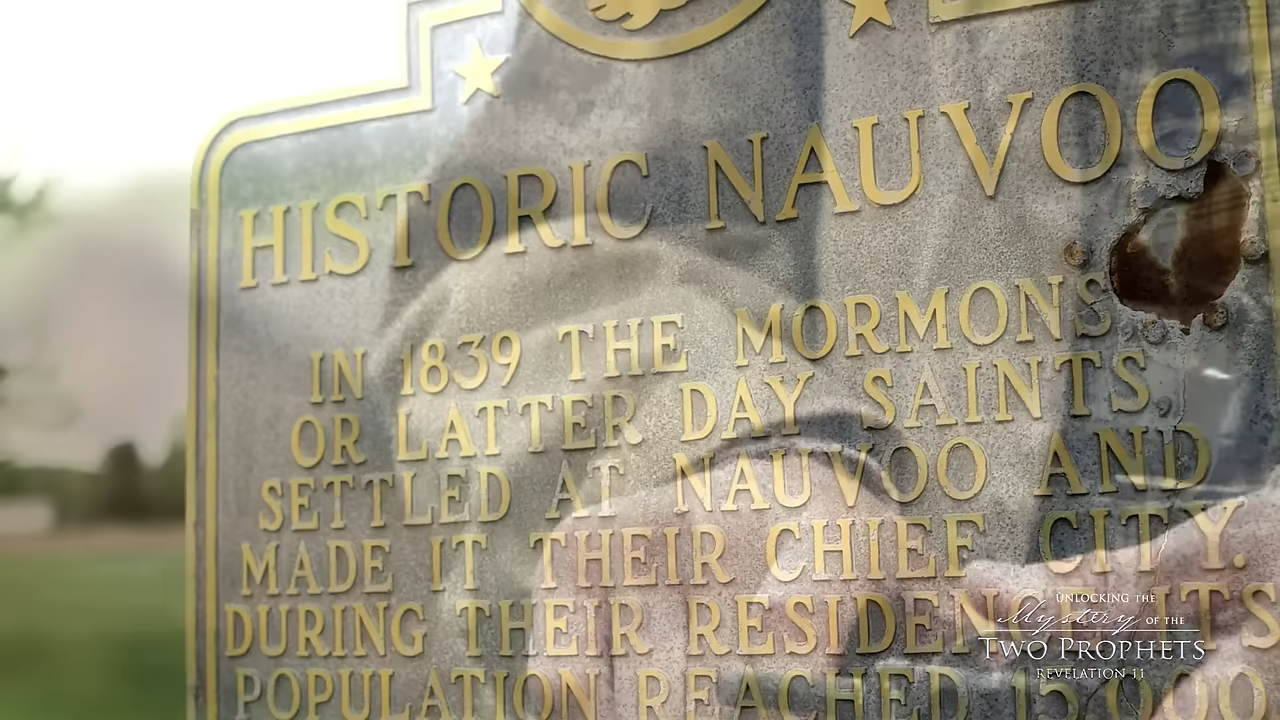 HISTORIC NAUVOO
IN 1839 THE MORMONS
OR LATTER DAY SAINTS
SETTLED AT NAUVOO AND
MADE IT THEIR CHIEF CITY.
DURING THEIR RESIDENCE ITS
POPULATION REACHED 15,000
UNLOCKING THE
Mystery OF THE
TWO PROPHETS
REVELATION 11